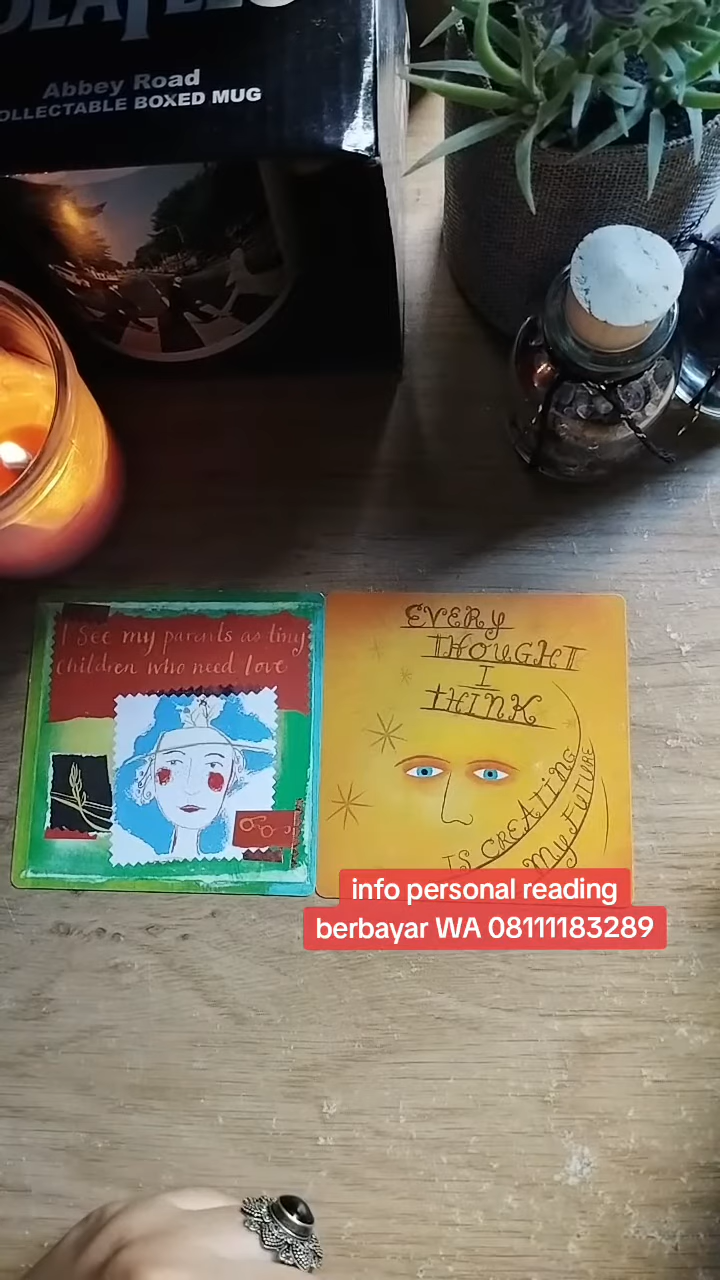 BEATLES
Abbey Road
COLLECTABLE BOXED MUG
I see my parents as tiny
children who need love
EVERY
THOUGHT
I
THINK
IS CREATING
My FUTURE
info personal reading
berbayar WA 08111183289